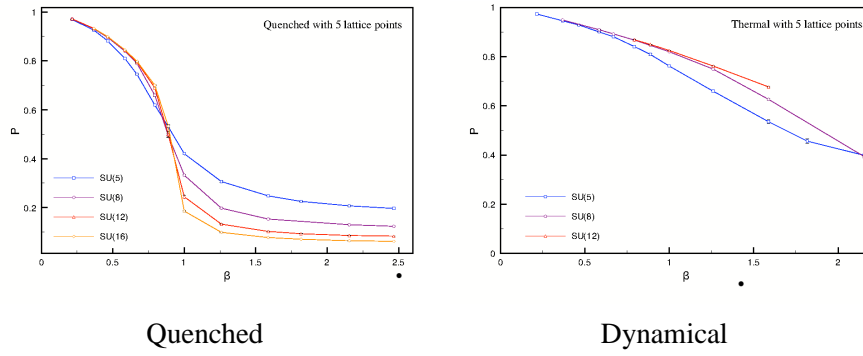 Quenched with 5 lattice points
P
1
0.8
0.6
0.4
0.2
SU(5)
SU(8)
SU(12)
SU(16)
0
0.5
1
1.5
2
2.5
β
Quenched
Thermal with 5 lattice points
P
1
0.8
0.6
0.4
0.2
0
SU(5)
SU(8)
SU(12)
0
0.5
1
1.5
2
β
Dynamical